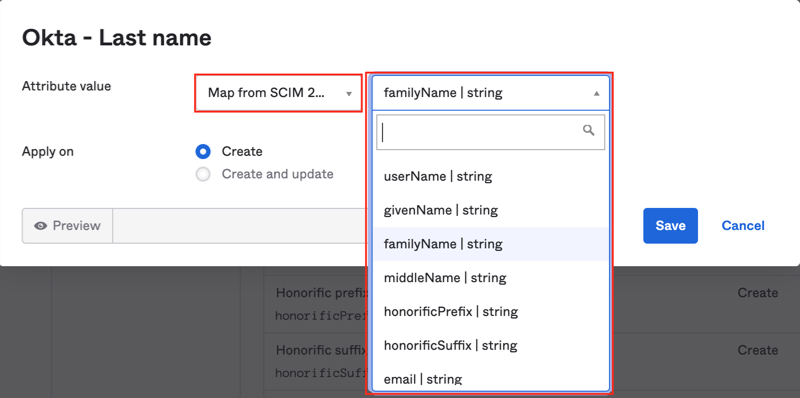 Okta - Last name
Attribute value
Map from SCIM 2...
familyName | string
Apply on
Create
Create and update
userName | string
givenName | string
familyName | string
middleName | string
honorificPrefix | string
honorificSuffix | string
email | string
Preview
Save
Cancel
Honorific prefix
honorificPref
Create
Honorific suffix
honorificSuff
Create